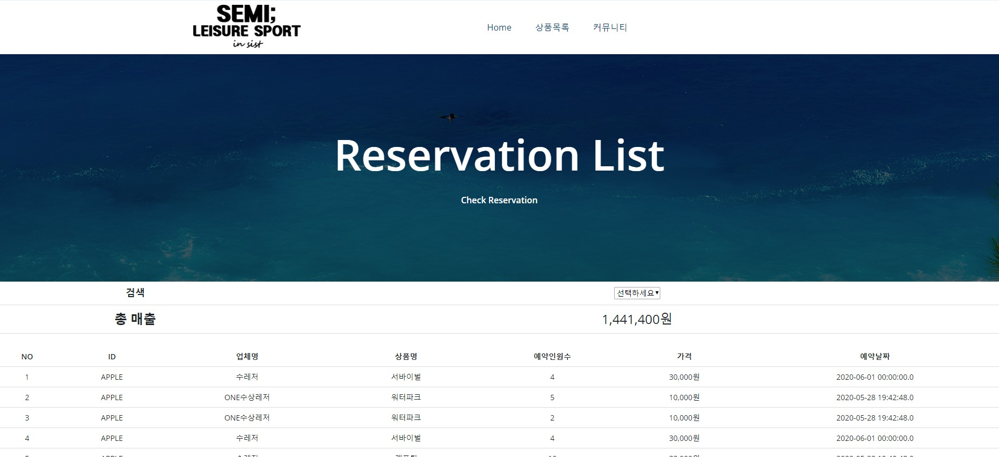 SEMI;
LEISURE SPORT
in sist
Home 상품목록 커뮤니티
Reservation List
Check Reservation
검색 선택하세요▾
총 매출 1,441,400원
NO ID 업체명 상품명 예약인원수 가격 예약날짜
1 APPLE 수레저 서바이벌 4 30,000원 2020-06-01 00:00:00.0
2 APPLE ONE수상레저 워터파크 5 10,000원 2020-05-28 19:42:48.0
3 APPLE ONE수상레저 워터파크 2 10,000원 2020-05-28 19:42:48.0
4 APPLE 수레저 서바이벌 4 30,000원 2020-06-01 00:00:00.0